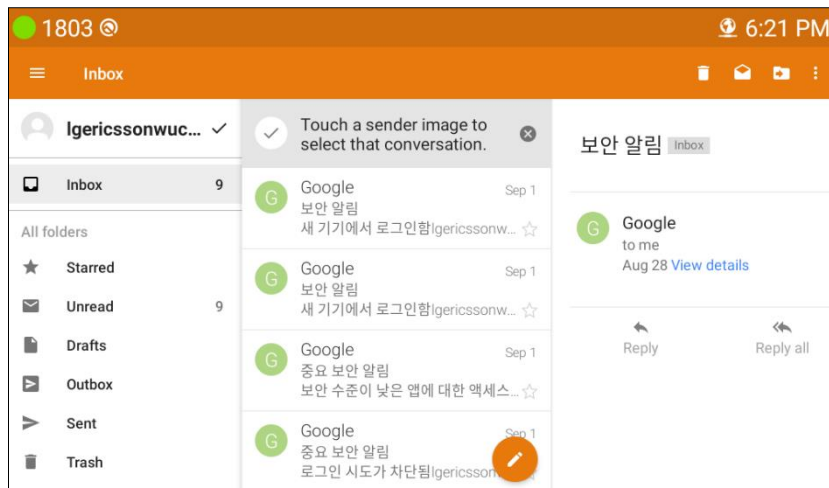 1803
6:21 PM
Inbox
lgericssonwuc...
Inbox 9
All folders
Starred
Unread 9
Drafts
Outbox
Sent
Trash
Touch a sender image to
select that conversation.
G
Google Sep 1
보안 알림
새 기기에서 로그인함lgericssonw...
G
Google Sep 1
보안 알림
새 기기에서 로그인함lgericssonw...
G
Google Sep 1
중요 보안 알림
보안 수준이 낮은 앱에 대한 액세스...
G
Google Sep 1
중요 보안 알림
로그인 시도가 차단됨lgericsson
보안 알림 Inbox
G
Google
to me
Aug 28 View details
Reply
Reply all